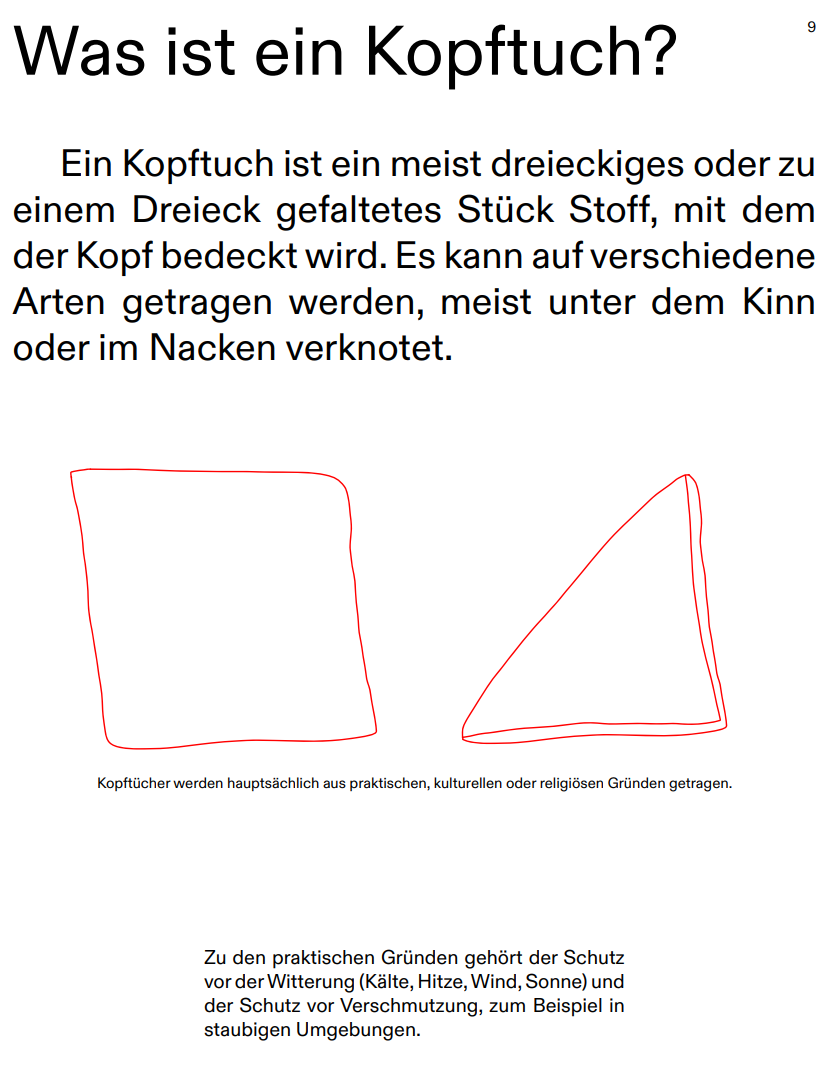 Was ist ein Kopftuch?
9
Ein Kopftuch ist ein meist dreieckiges oder zu
einem Dreieck gefaltetes Stück Stoff, mit dem
der Kopf bedeckt wird. Es kann auf verschiedene
Arten getragen werden, meist unter dem Kinn
oder im Nacken verknotet.
Kopftücher werden hauptsächlich aus praktischen, kulturellen oder religiösen Gründen getragen.
Zu den praktischen Gründen gehört der Schutz
vor der Witterung (Kälte, Hitze, Wind, Sonne) und
der Schutz vor Verschmutzung, zum Beispiel in
staubigen Umgebungen.